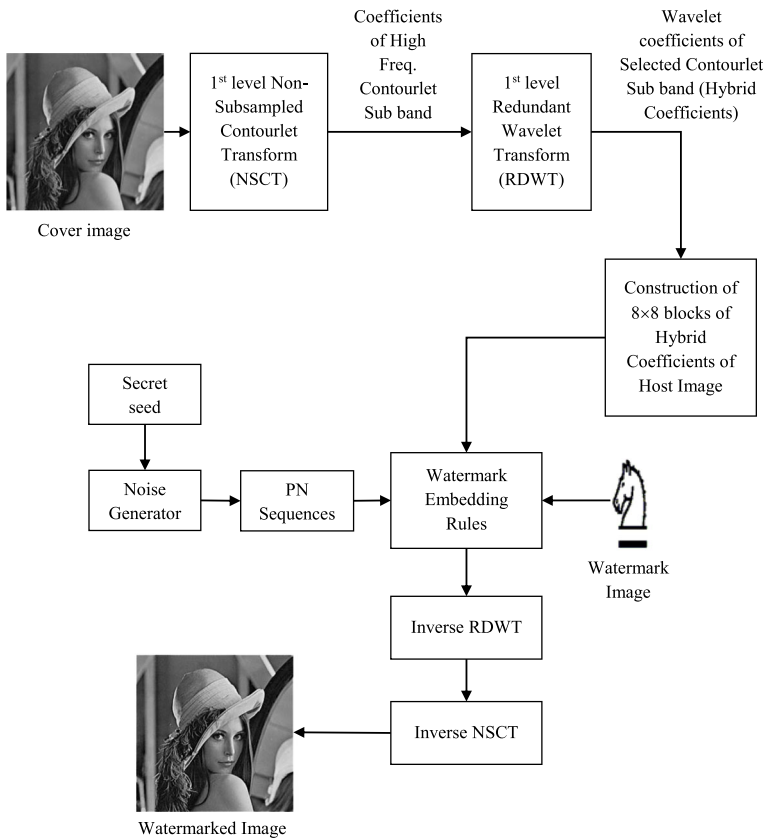 Coefficients
of High
Freq.
Contourlet
Sub band
Wavelet
coefficients of
Selected Contourlet
Sub band (Hybrid
Coefficients)
1st level Non-
Subsampled
Contourlet
Transform
(NSCT)
1st level
Redundant
Wavelet
Transform
(RDWT)
Cover image
Construction of
8×8 blocks of
Hybrid
Coefficients of
Host Image
Secret
seed
Noise
Generator
PN
Sequences
Watermark
Embedding
Rules
Watermark
Image
Inverse RDWT
Inverse NSCT
Watermarked Image